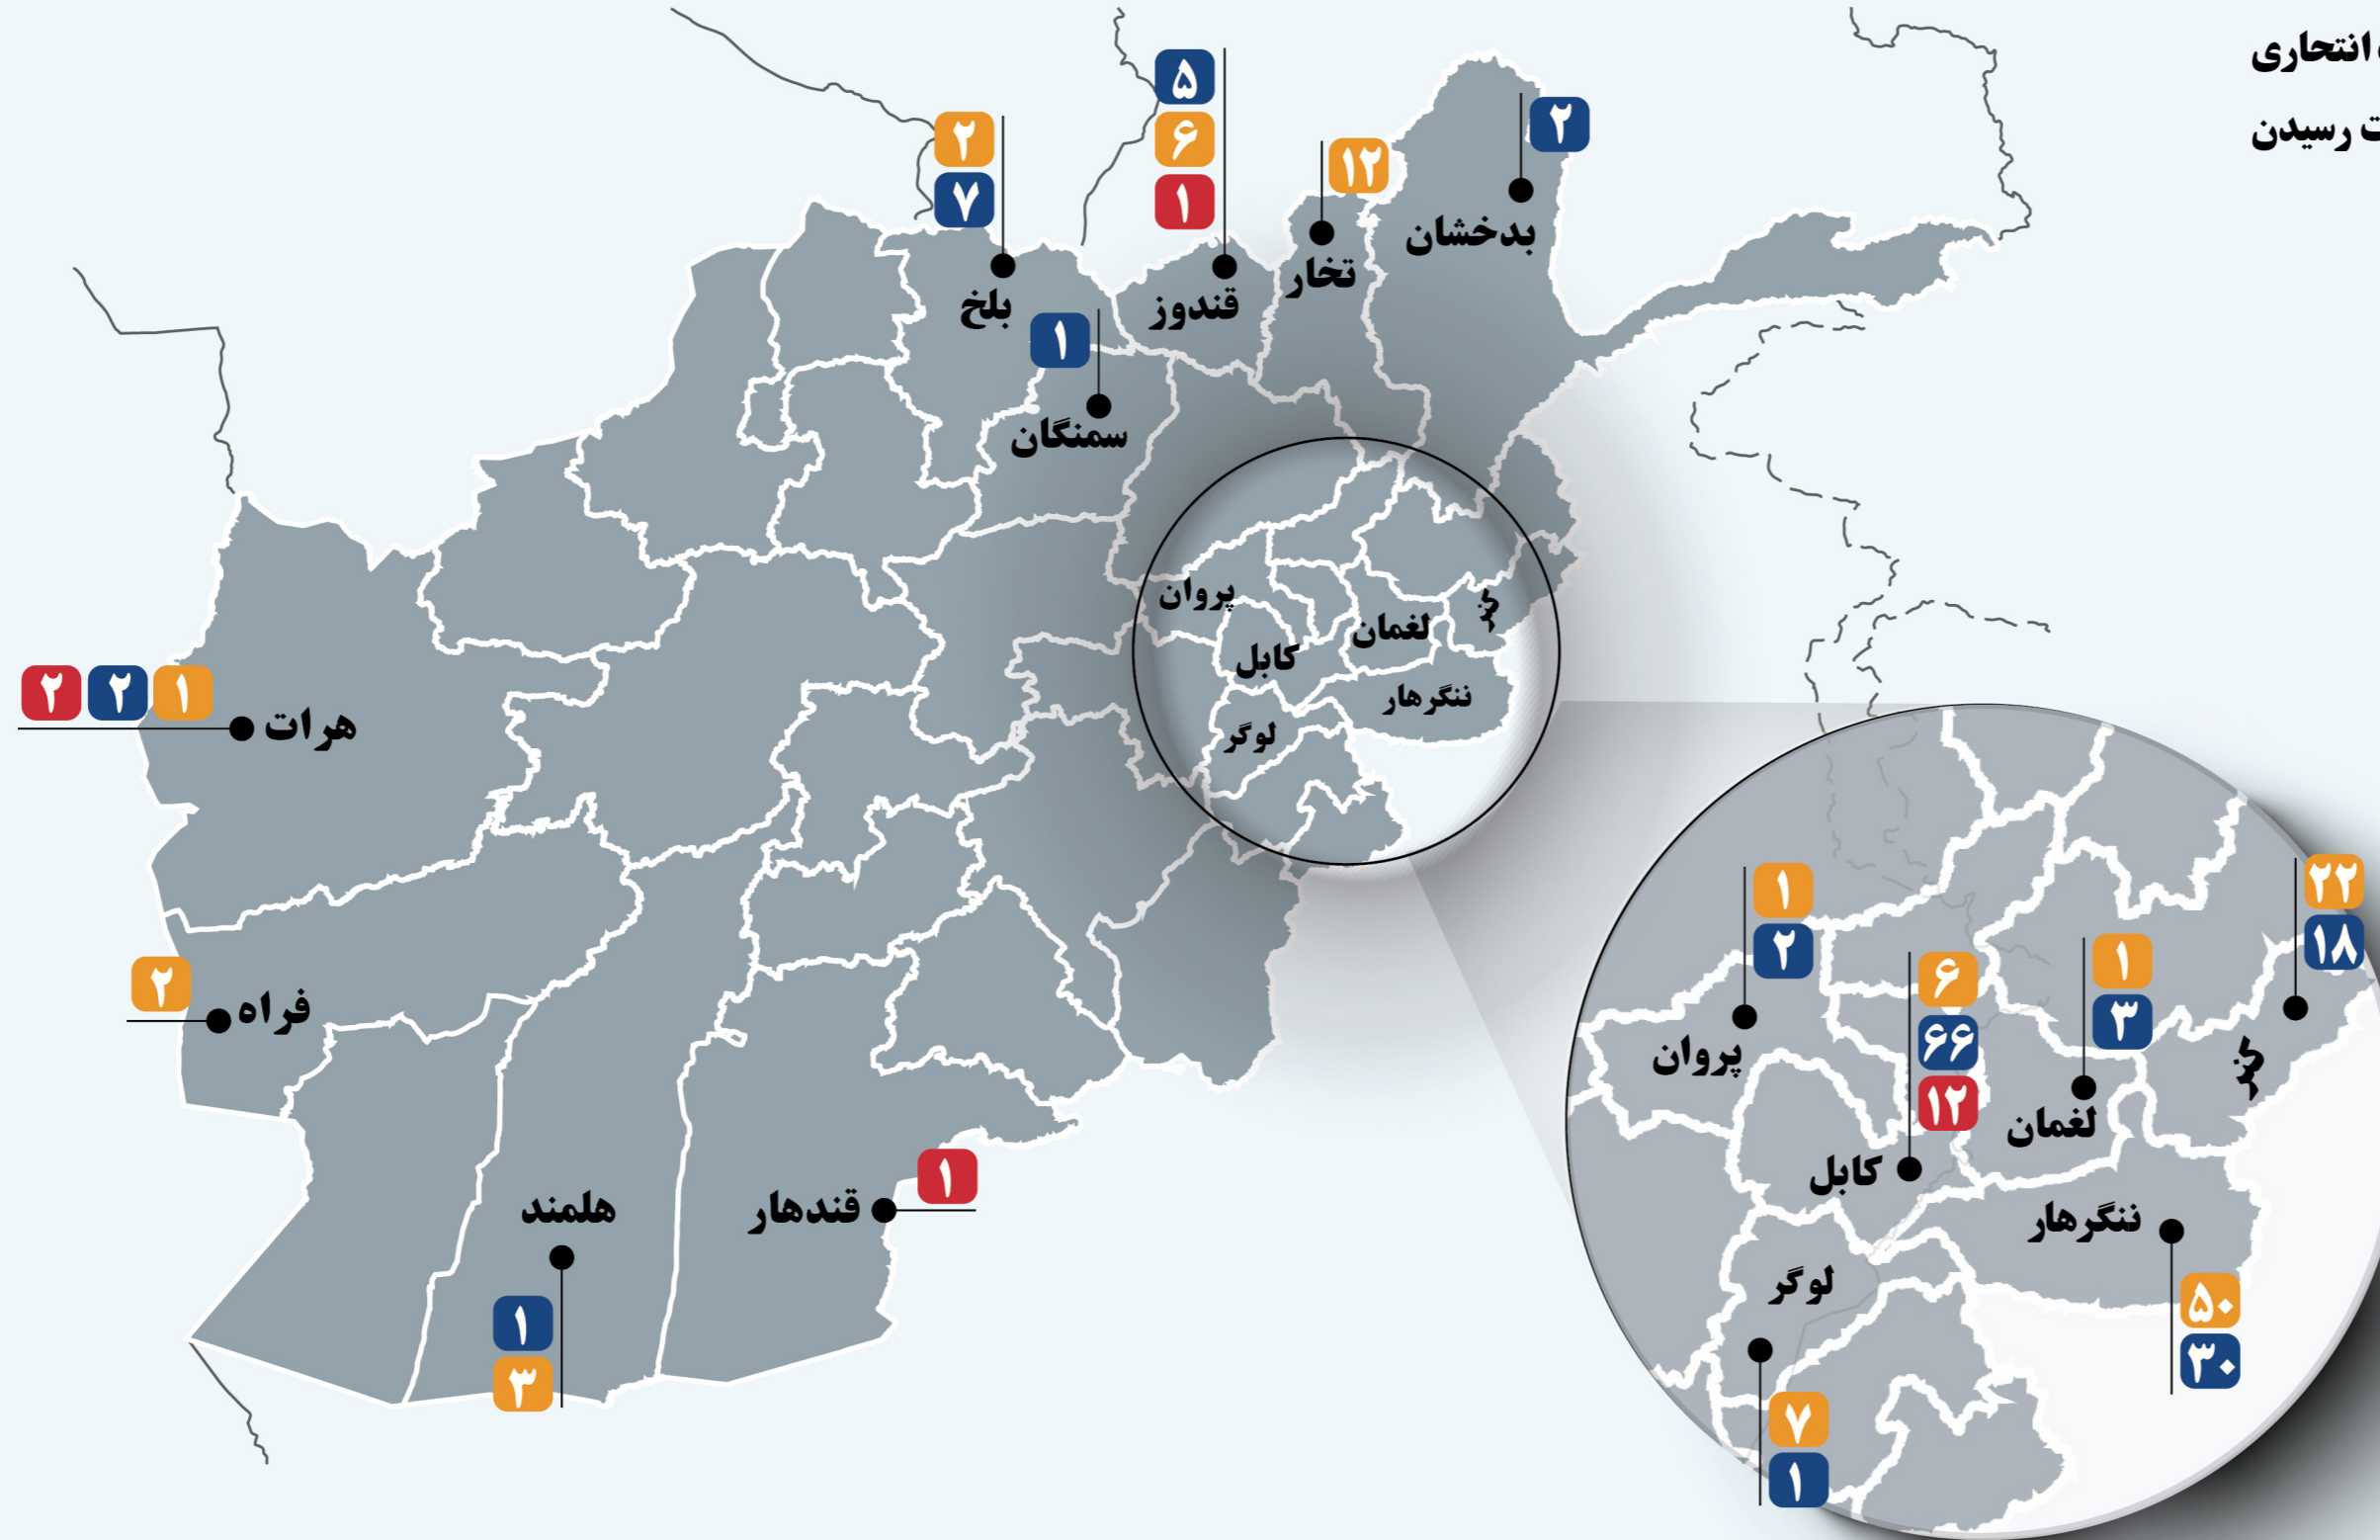 انتحاری
ت رسیدن
۵
۶
۱
۲
۷
۱۲
۲
بدخشان
تخار
قندوز
بلخ
۱
سمنگان
پروان
کنر
لغمان
کابل
ننگرهار
لوگر
۱
۲
۲
هرات
۲
فراه
۱
قندهار
هلمند
۱
۳
۱
۲
پروان
۶
۶۶
۱۲
کابل
۱
۳
لغمان
۲۲
۱۸
کنر
ننگرهار
۵۰
۳۰
لوگر
۷
۱